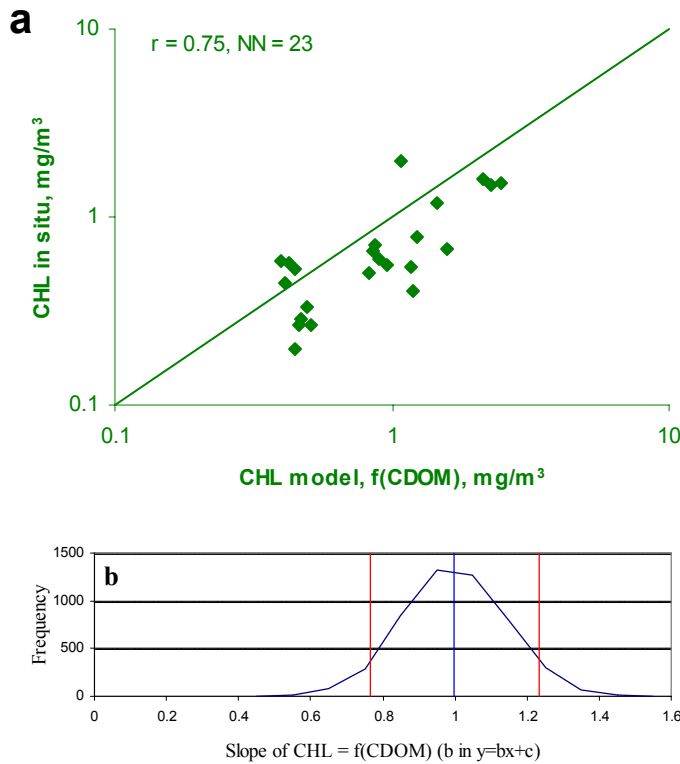 a
10
r = 0.75, NN = 23
CHL in situ, mg/m³
1
0.1
0.1 1 10
CHL model, f(CDOM), mg/m³
1500
b
1000
Frequency
500
0
0 0.2 0.4 0.6 0.8 1 1.2 1.4 1.6
Slope of CHL = f(CDOM) (b in y=bx+c)